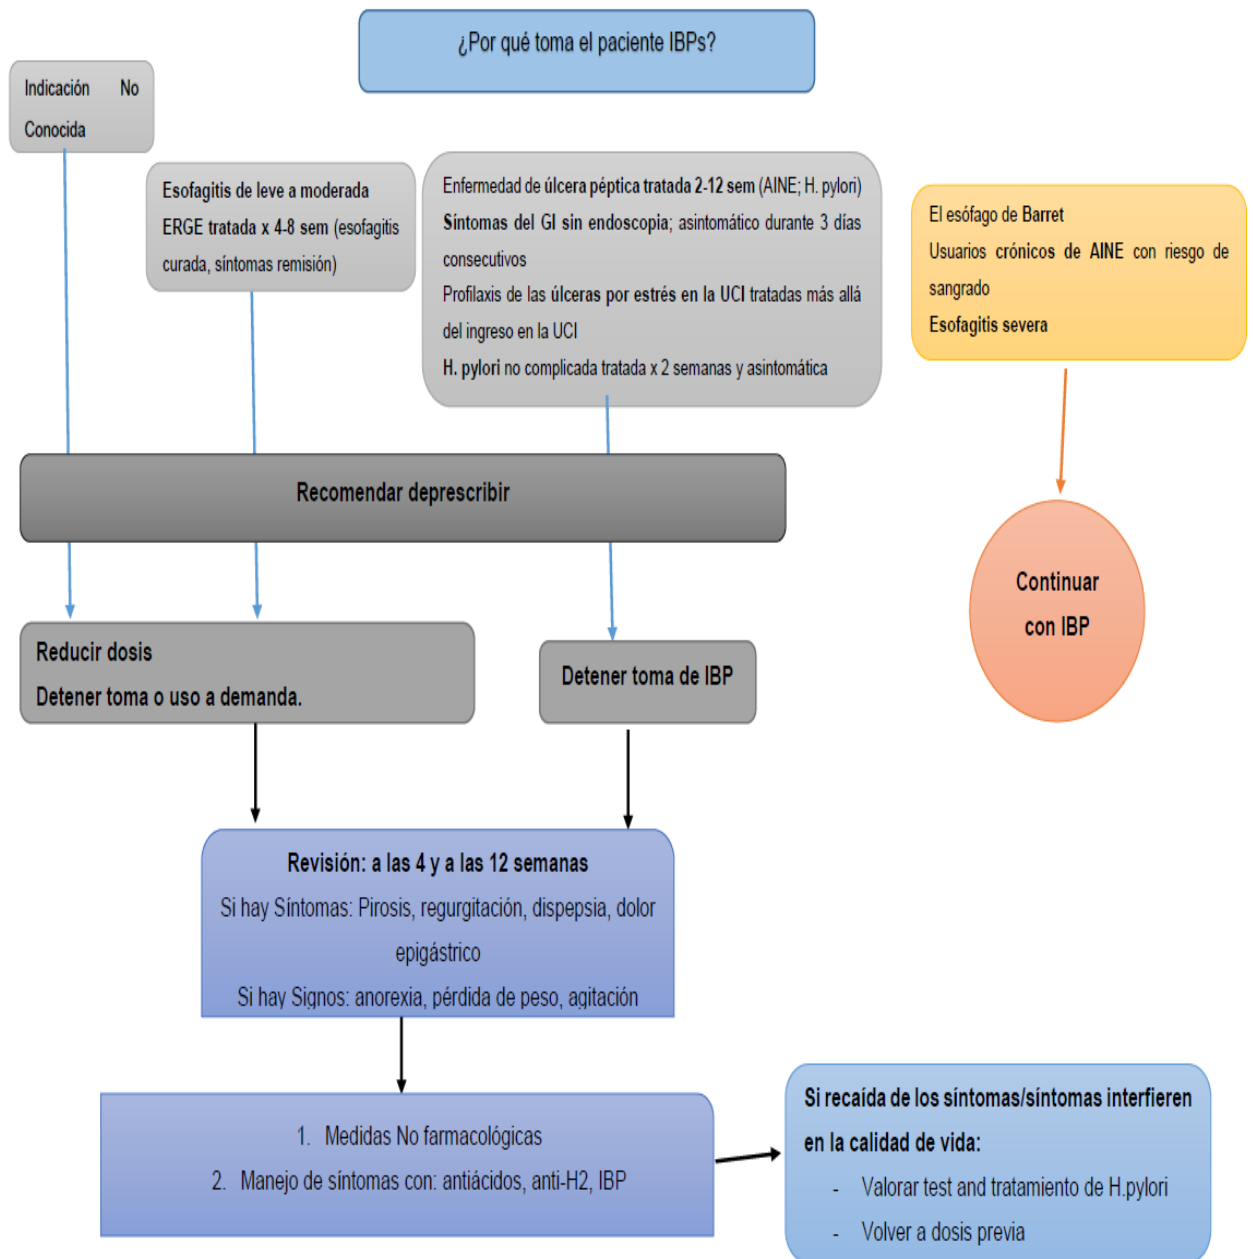 ¿Por qué toma el paciente IBPs?
Indicación No
Conocida
Esofagitis de leve a moderada
ERGE tratada x 4-8 sem (esofagitis
curada, síntomas remisión)
Enfermedad de úlcera péptica tratada 2-12 sem (AINE; H. pylori)
Síntomas del GI sin endoscopia; asintomático durante 3 días
consecutivos
Profilaxis de las úlceras por estrés en la UCI tratadas más allá
del ingreso en la UCI
H. pylori no complicada tratada x 2 semanas y asintomática
El esófago de Barret
Usuarios crónicos de AINE con riesgo de
sangrado
Esofagitis severa
Recomendar deprescribir
Reducir dosis
Detener toma o uso a demanda.
Detener toma de IBP
Continuar
con IBP
Revisión: a las 4 y a las 12 semanas
Si hay Síntomas: Pirosis, regurgitación, dispepsia, dolor
epigástrico
Si hay Signos: anorexia, pérdida de peso, agitación
1. Medidas No farmacológicas
2. Manejo de síntomas con: antiácidos, anti-H2, IBP
Si recaída de los síntomas/síntomas interfieren
en la calidad de vida:
- Valorar test and tratamiento de H.pylori
- Volver a dosis previa